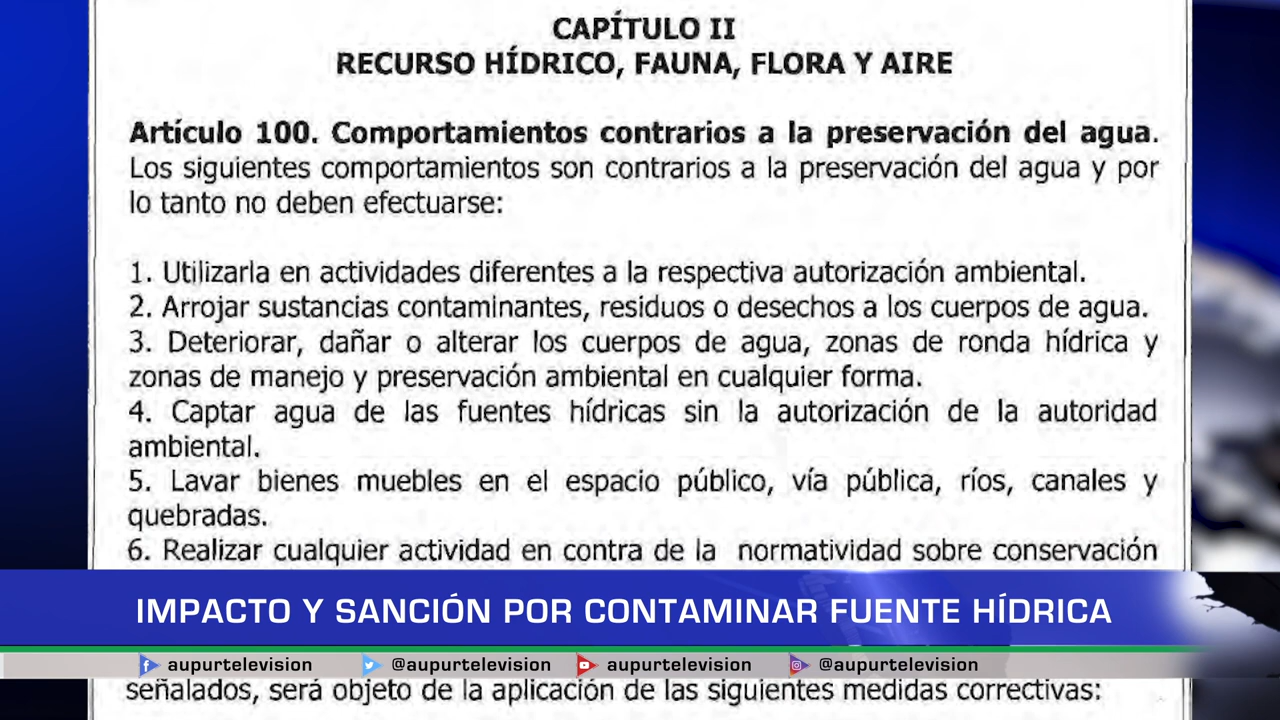 CAPÍTULO II
RECURSO HÍDRICO, FAUNA, FLORA Y AIRE
Artículo 100. Comportamientos contrarios a la preservación del agua.
Los siguientes comportamientos son contrarios a la preservación del agua y por
lo tanto no deben efectuarse:
1. Utilizarla en actividades diferentes a la respectiva autorización ambiental.
2. Arrojar sustancias contaminantes, residuos o desechos a los cuerpos de agua.
3. Deteriorar, dañar o alterar los cuerpos de agua, zonas de ronda hídrica y
zonas de manejo y preservación ambiental en cualquier forma.
4. Captar agua de las fuentes hídricas sin la autorización de la autoridad
ambiental.
5. Lavar bienes muebles en el espacio público, vía pública, ríos, canales y
quebradas.
6. Realizar cualquier actividad en contra de la normatividad sobre conservación
IMPACTO Y SANCIÓN POR CONTAMINAR FUENTE HÍDRICA
aupurtelevision @aupurtelevision aupurtelevision @aupurtelevision
señalados, será objeto de la aplicación de las siguientes medidas correctivas: